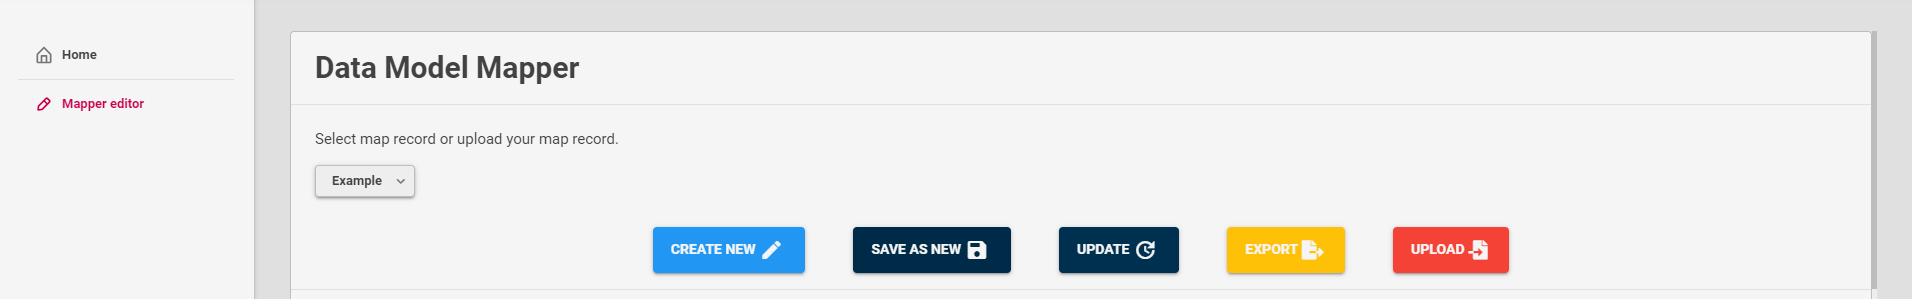 Home
Mapper editor
Data Model Mapper
Select map record or upload your map record.
Example
CREATE NEW
SAVE AS NEW
UPDATE
EXPORT
UPLOAD